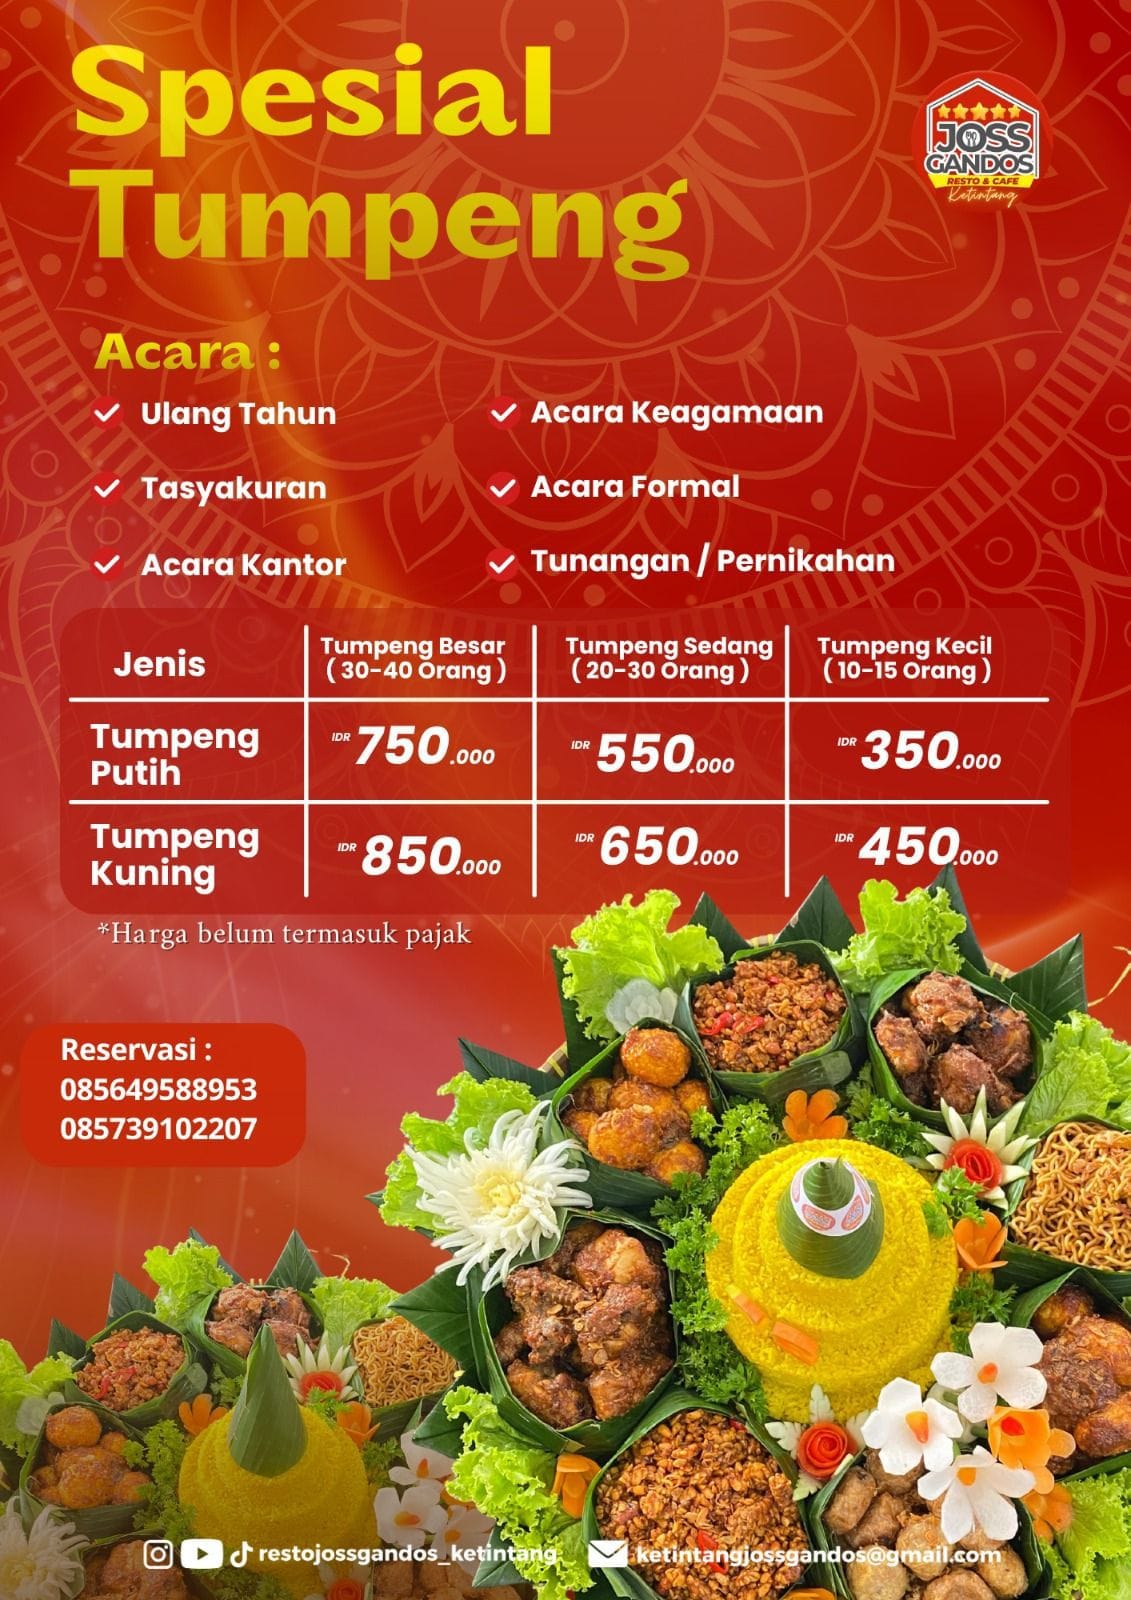 Spesial
Tumpeng
JOSS
GANDOS
RESTO & CAFE
Ketintang
Acara :
Ulang Tahun
Acara Keagamaan
Tasyakuran
Acara Formal
Acara Kantor
Tunangan / Pernikahan
Jenis
Tumpeng Besar
( 30-40 Orang )
Tumpeng Sedang
( 20-30 Orang )
Tumpeng Kecil
( 10-15 Orang )
Tumpeng
Putih
IDR 750.000
IDR 550.000
IDR 350.000
Tumpeng
Kuning
IDR 850.000
IDR 650.000
IDR 450.000
*Harga belum termasuk pajak
Reservasi :
085649588953
085739102207
restojossgandos_ketintang
ketintangjossgandos@gmail.com